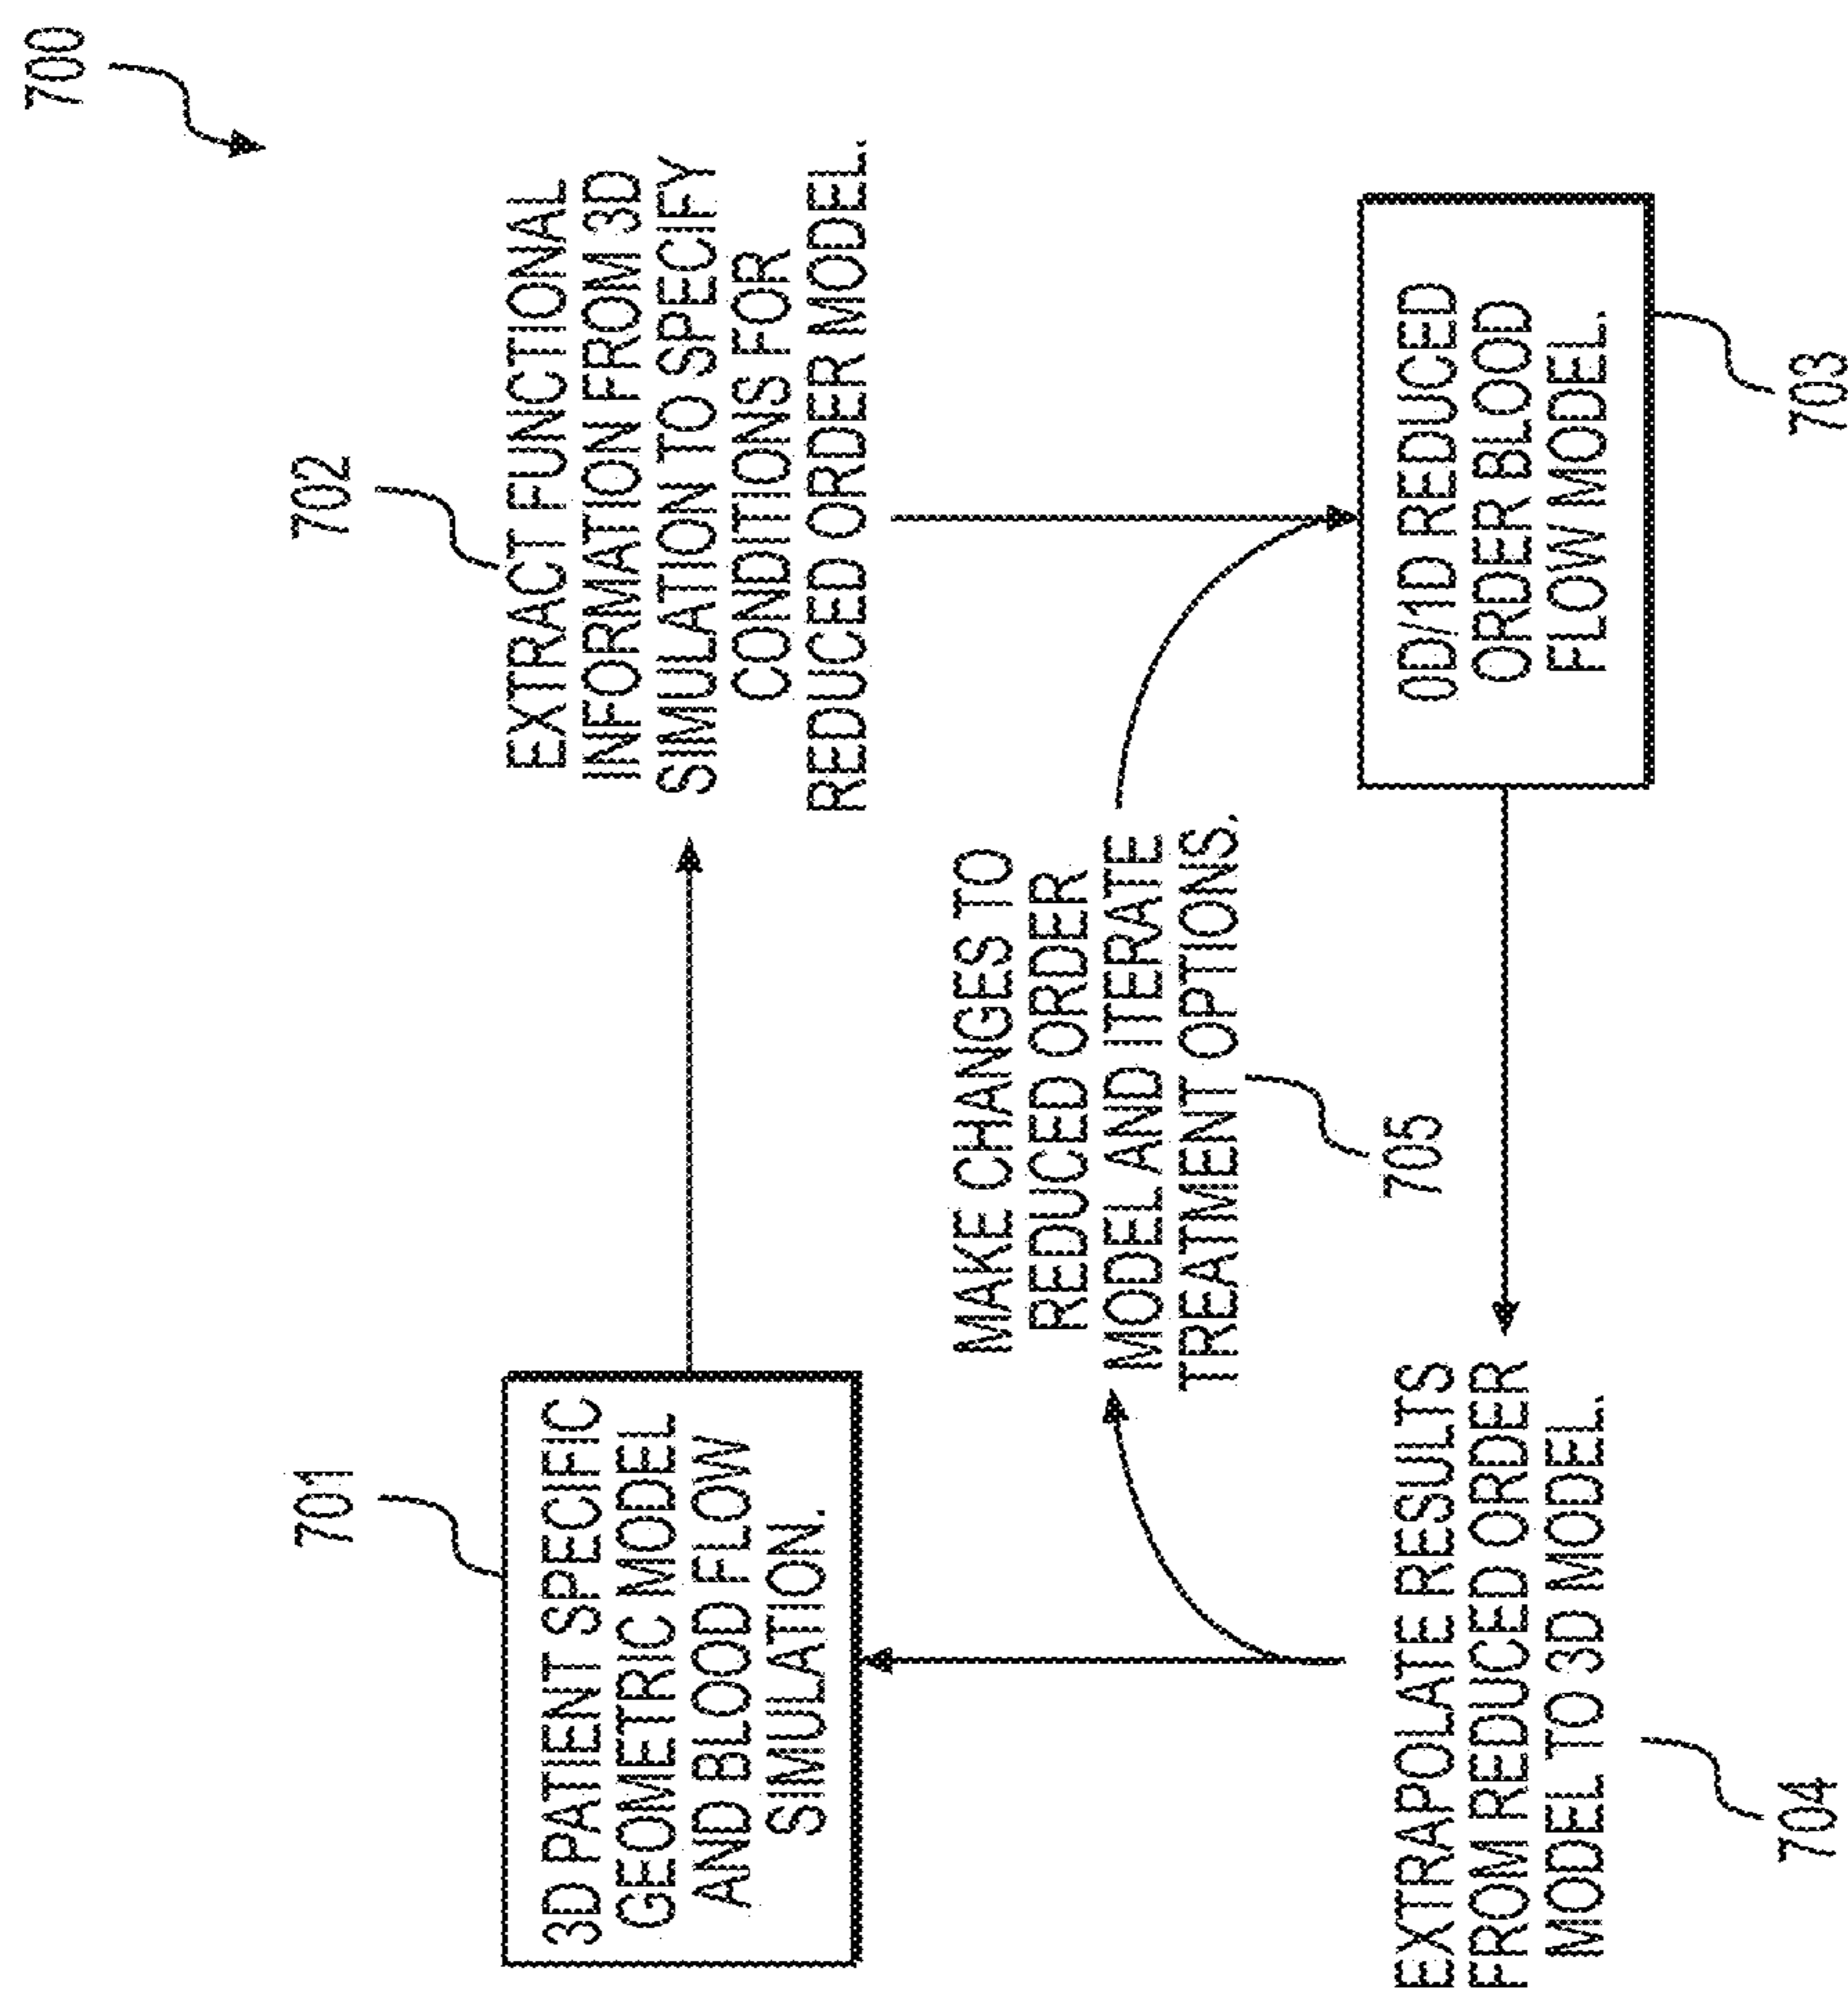 700
701
3D PATIENT SPECIFIC
GEOMETRIC MODEL
AND BLOOD FLOW
SIMULATION.
702
EXTRACT FUNCTIONAL
INFORMATION FROM 3D
SIMULATION TO SPECIFY
CONDITIONS FOR
REDUCED ORDER MODEL.
MAKE CHANGES TO
REDUCED ORDER
MODEL AND ITERATE
TREATMENT OPTIONS.
705
EXTRAPOLATE RESULTS
FROM REDUCED ORDER
MODEL TO 3D MODEL.
704
0D/1D REDUCED
ORDER BLOOD
FLOW MODEL.
703